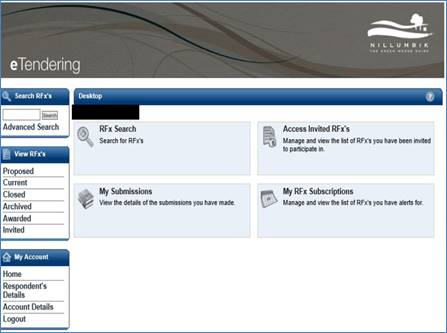 NILLUMBIK
THE GREEN WEDGE SHIRE
eTendering
Search RFx's
Search
Advanced Search
View RFx's
Proposed
Current
Closed
Archived
Awarded
Invited
My Account
Home
Respondent's
Details
Account Details
Logout
Desktop
?
RFx Search
Search for RFx's
Access Invited RFx's
Manage and view the list of RFx's you have been invited
to participate in.
My Submissions
View the details of the submissions you have made.
My RFx Subscriptions
Manage and view the list of RFx's you have alerts for.